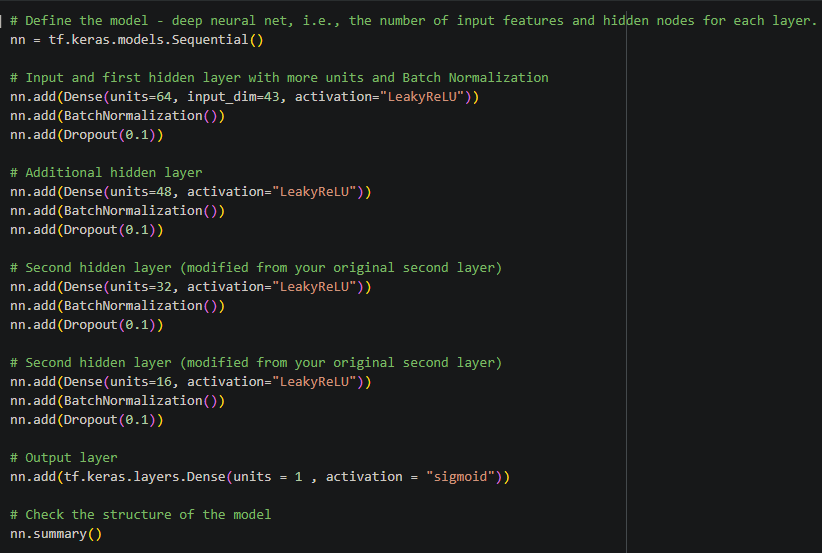 # Define the model - deep neural net, i.e., the number of input features and hidden nodes for each layer.
nn = tf.keras.models.Sequential()
# Input and first hidden layer with more units and Batch Normalization
nn.add(Dense(units=64, input_dim=43, activation="LeakyReLU"))
nn.add(BatchNormalization())
nn.add(Dropout(0.1))
# Additional hidden layer
nn.add(Dense(units=48, activation="LeakyReLU"))
nn.add(BatchNormalization())
nn.add(Dropout(0.1))
# Second hidden layer (modified from your original second layer)
nn.add(Dense(units=32, activation="LeakyReLU"))
nn.add(BatchNormalization())
nn.add(Dropout(0.1))
# Second hidden layer (modified from your original second layer)
nn.add(Dense(units=16, activation="LeakyReLU"))
nn.add(BatchNormalization())
nn.add(Dropout(0.1))
# Output layer
nn.add(tf.keras.layers.Dense(units = 1 , activation = "sigmoid"))
# Check the structure of the model
nn.summary()